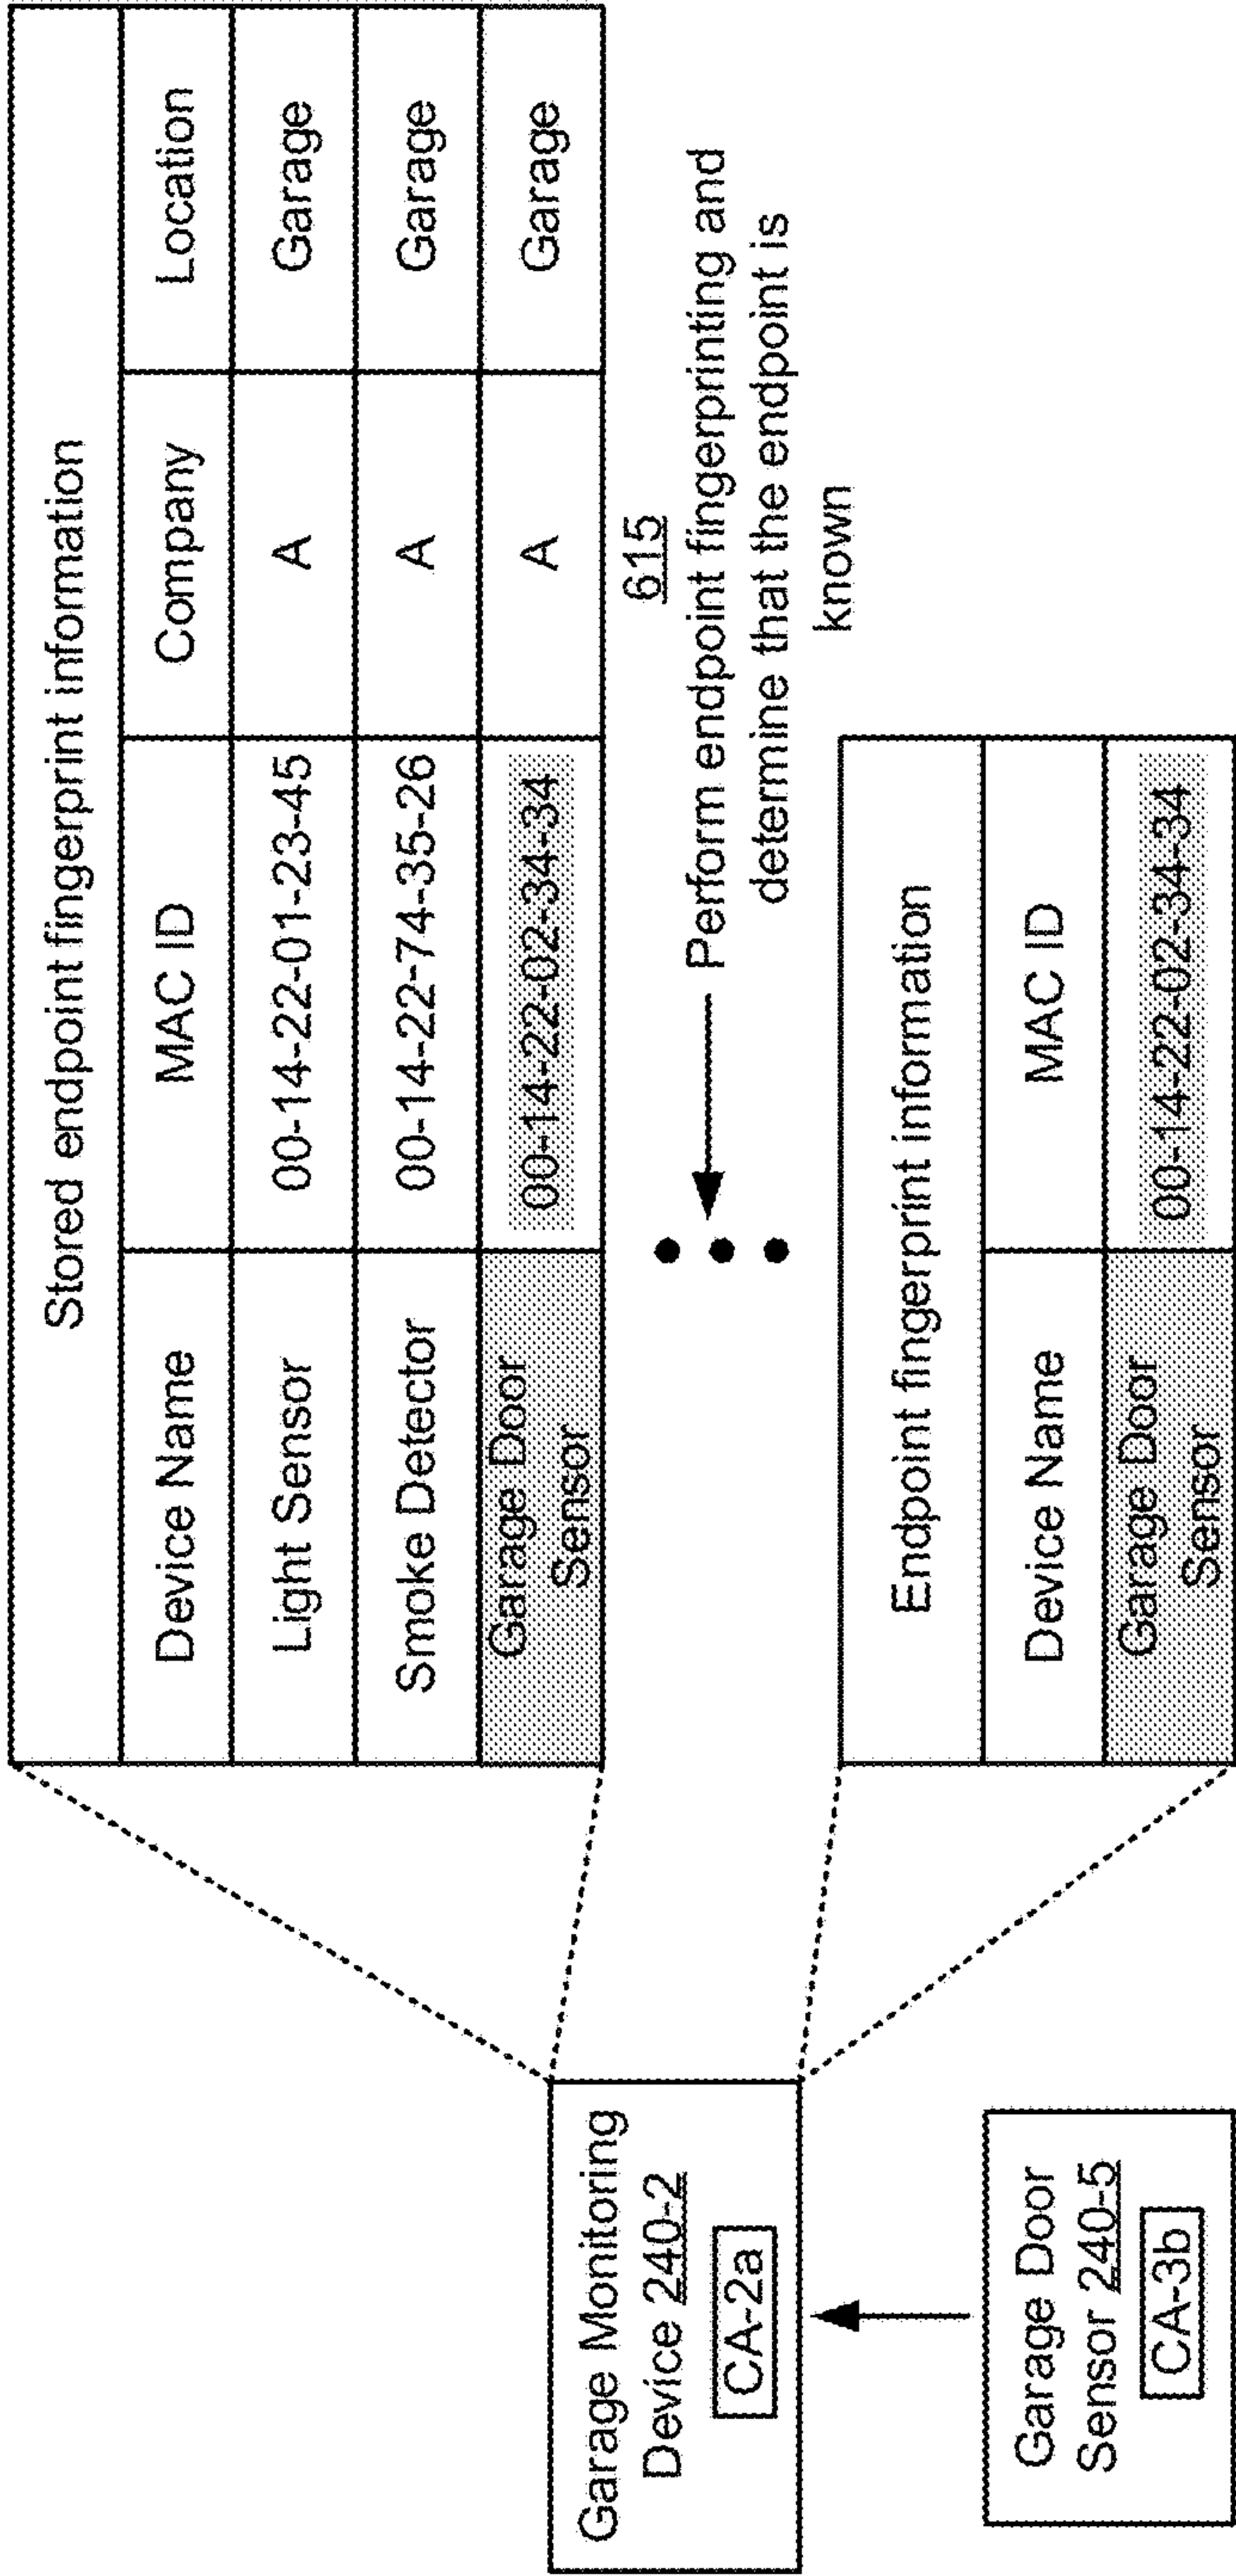 Stored endpoint fingerprint information
Device Name MAC ID Company Location
Light Sensor 00-14-22-01-23-45 A Garage
Smoke Detector 00-14-22-74-35-26 A Garage
Garage Door
Sensor 00-14-22-02-34-34 A Garage
615
Perform endpoint fingerprinting and
determine that the endpoint is
known
Garage Monitoring
Device 240-2
CA-2a
Endpoint fingerprint information
Device Name MAC ID
Garage Door
Sensor 00-14-22-02-34-34
Garage Door
Sensor 240-5
CA-3b